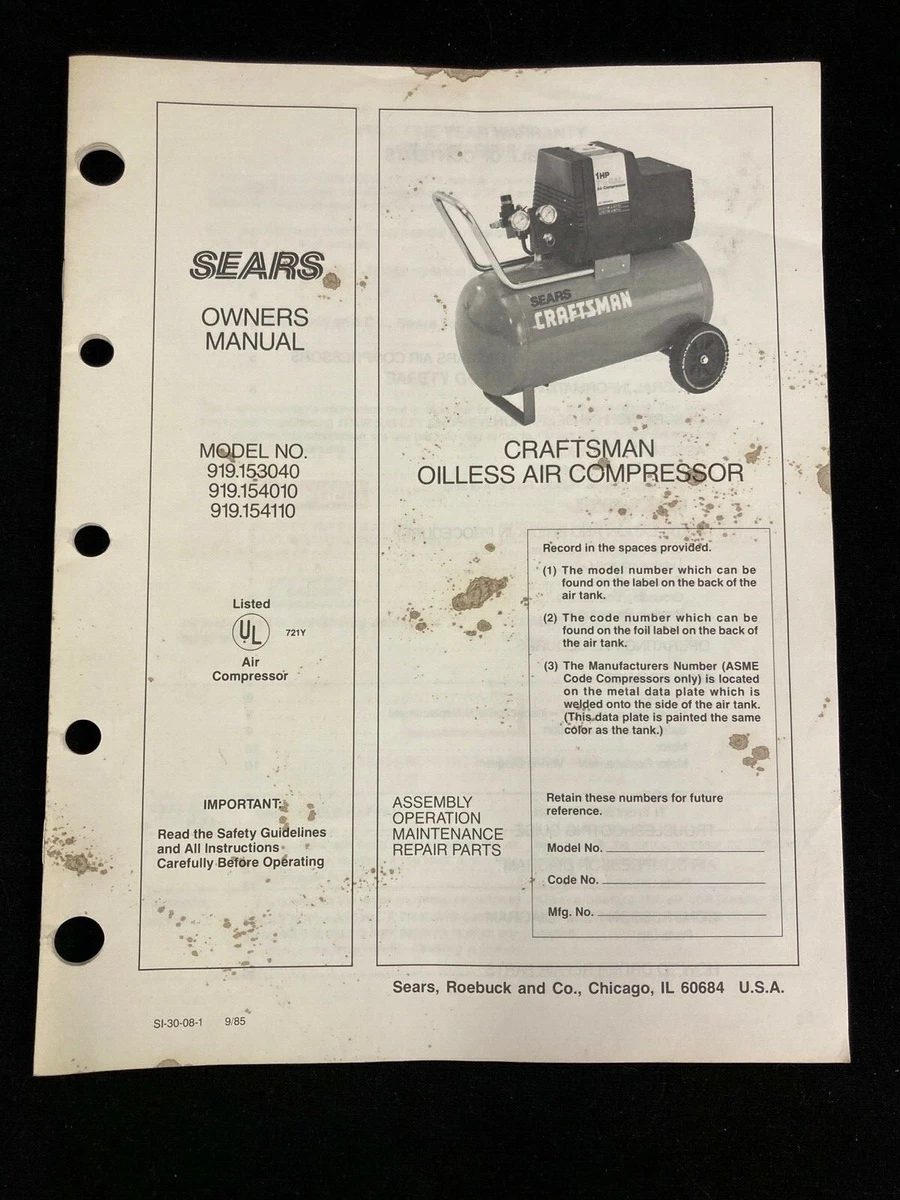 SEARS
OWNERS
MANUAL
MODEL NO.
919.153040
919.154010
919.154110
Listed
UL
721Y
Air
Compressor
IMPORTANT:
Read the Safety Guidelines
and All Instructions
Carefully Before Operating
1HP
Air Compressor
SEARS
CRAFTSMAN
CRAFTSMAN
OILLESS AIR COMPRESSOR
Record in the spaces provided.
(1) The model number which can be
found on the label on the back of the
air tank.
(2) The code number which can be
found on the foil label on the back of
the air tank.
(3) The Manufacturers Number (ASME
Code Compressors only) is located
on the metal data plate which is
welded onto the side of the air tank.
(This data plate is painted the same
color as the tank.)
ASSEMBLY
OPERATION
MAINTENANCE
REPAIR PARTS
Retain these numbers for future
reference.
Model No.
Code No.
Mfg. No.
Sears, Roebuck and Co., Chicago, IL 60684 U.S.A.
SI-30-08-1 9/85